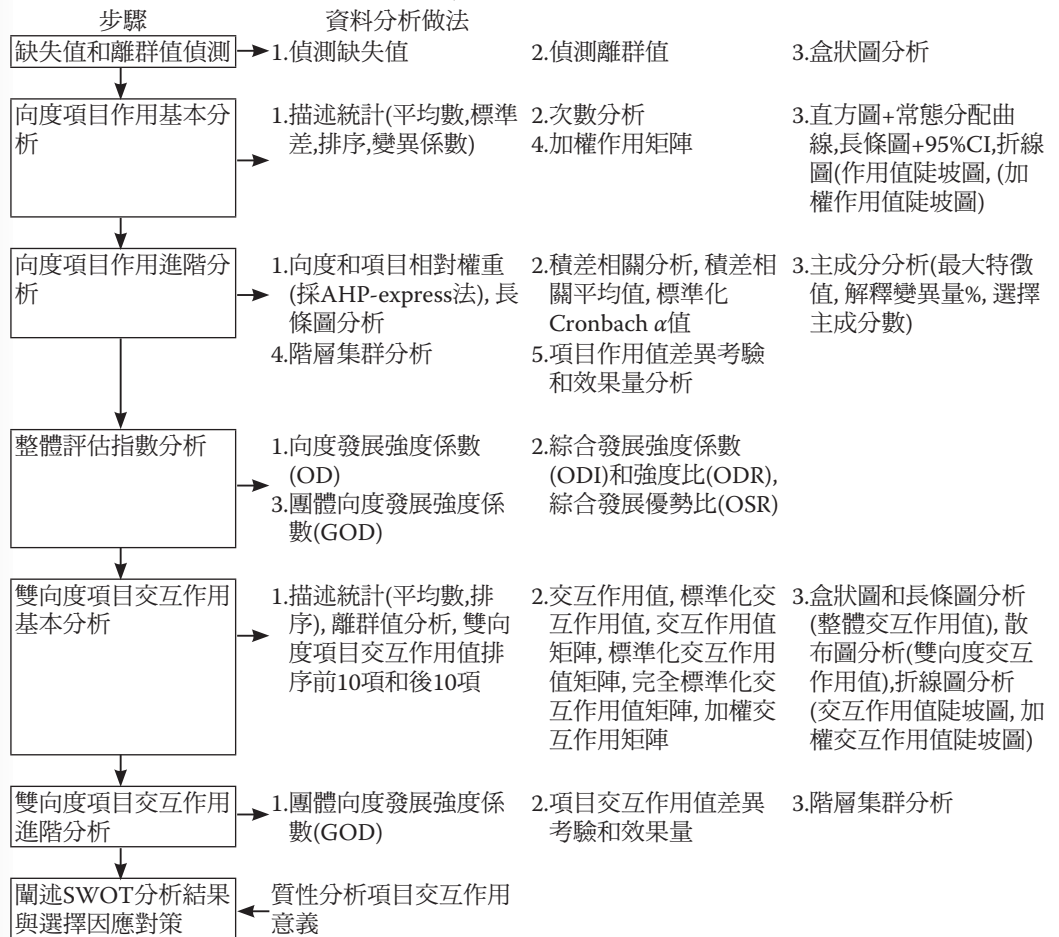 步驟
資料分析做法
缺失值和離群值偵測
1.偵測缺失值
2.偵測離群值
3.盒狀圖分析
向度項目作用基本分
析
1.描述統計(平均數,標準
差,排序,變異係數)
2.次數分析
4.加權作用矩陣
3.直方圖+常態分配曲
線,長條圖+95%CI,折線
圖(作用值陡坡圖, (加
權作用值陡坡圖)
向度項目作用進階分
析
1.向度和項目相對權重
(採AHP-express法), 長
條圖分析
4.階層集群分析
2.積差相關分析, 積差相
關平均值, 標準化
Cronbach α值
5.項目作用值差異考驗
和效果量分析
3.主成分分析(最大特徵
值, 解釋變異量%, 選擇
主成分數)
整體評估指數分析
1.向度發展強度係數
(OD)
3.團體向度發展強度係
數(GOD)
2.綜合發展強度係數
(ODI)和強度比(ODR),
綜合發展優勢比(OSR)
雙向度項目交互作用
基本分析
1.描述統計(平均數,排
序), 離群值分析, 雙向
度項目交互作用值排
序前10項和後10項
2.交互作用值, 標準化交
互作用值, 交互作用值
矩陣, 標準化交互作用
值矩陣, 完全標準化交
互作用值矩陣, 加權交
互作用矩陣
3.盒狀圖和長條圖分析
(整體交互作用值), 散
布圖分析(雙向度交互
作用值),折線圖分析
(交互作用值陡坡圖, 加
權交互作用值陡坡圖)
雙向度項目交互作用
進階分析
1.團體向度發展強度係
數(GOD)
2.項目交互作用值差異
考驗和效果量
3.階層集群分析
闡述SWOT分析結果
與選擇因應對策
質性分析項目交互作用
意義